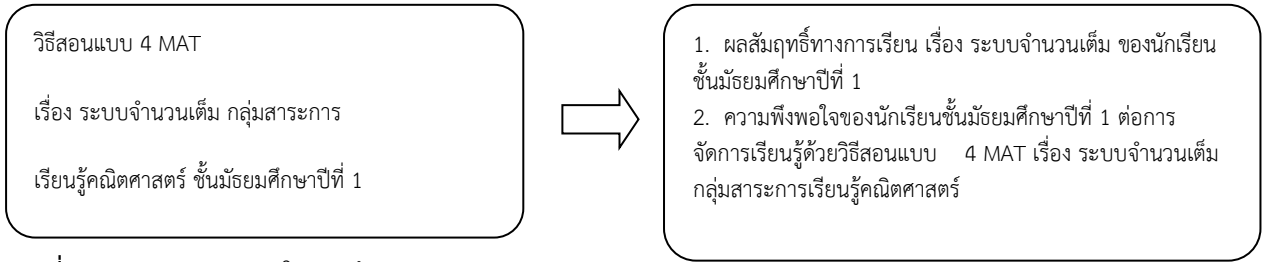 วิธีสอนแบบ 4 MAT
เรื่อง ระบบจำนวนเต็ม กลุ่มสาระการ
เรียนรู้คณิตศาสตร์ ชั้นมัธยมศึกษาปีที่ 1
1. ผลสัมฤทธิ์ทางการเรียน เรื่อง ระบบจำนวนเต็ม ของนักเรียน
ชั้นมัธยมศึกษาปีที่ 1
2. ความพึงพอใจของนักเรียนชั้นมัธยมศึกษาปีที่ 1 ต่อการ
จัดการเรียนรู้ด้วยวิธีสอนแบบ 4 MAT เรื่อง ระบบจำนวนเต็ม
กลุ่มสาระการเรียนรู้คณิตศาสตร์